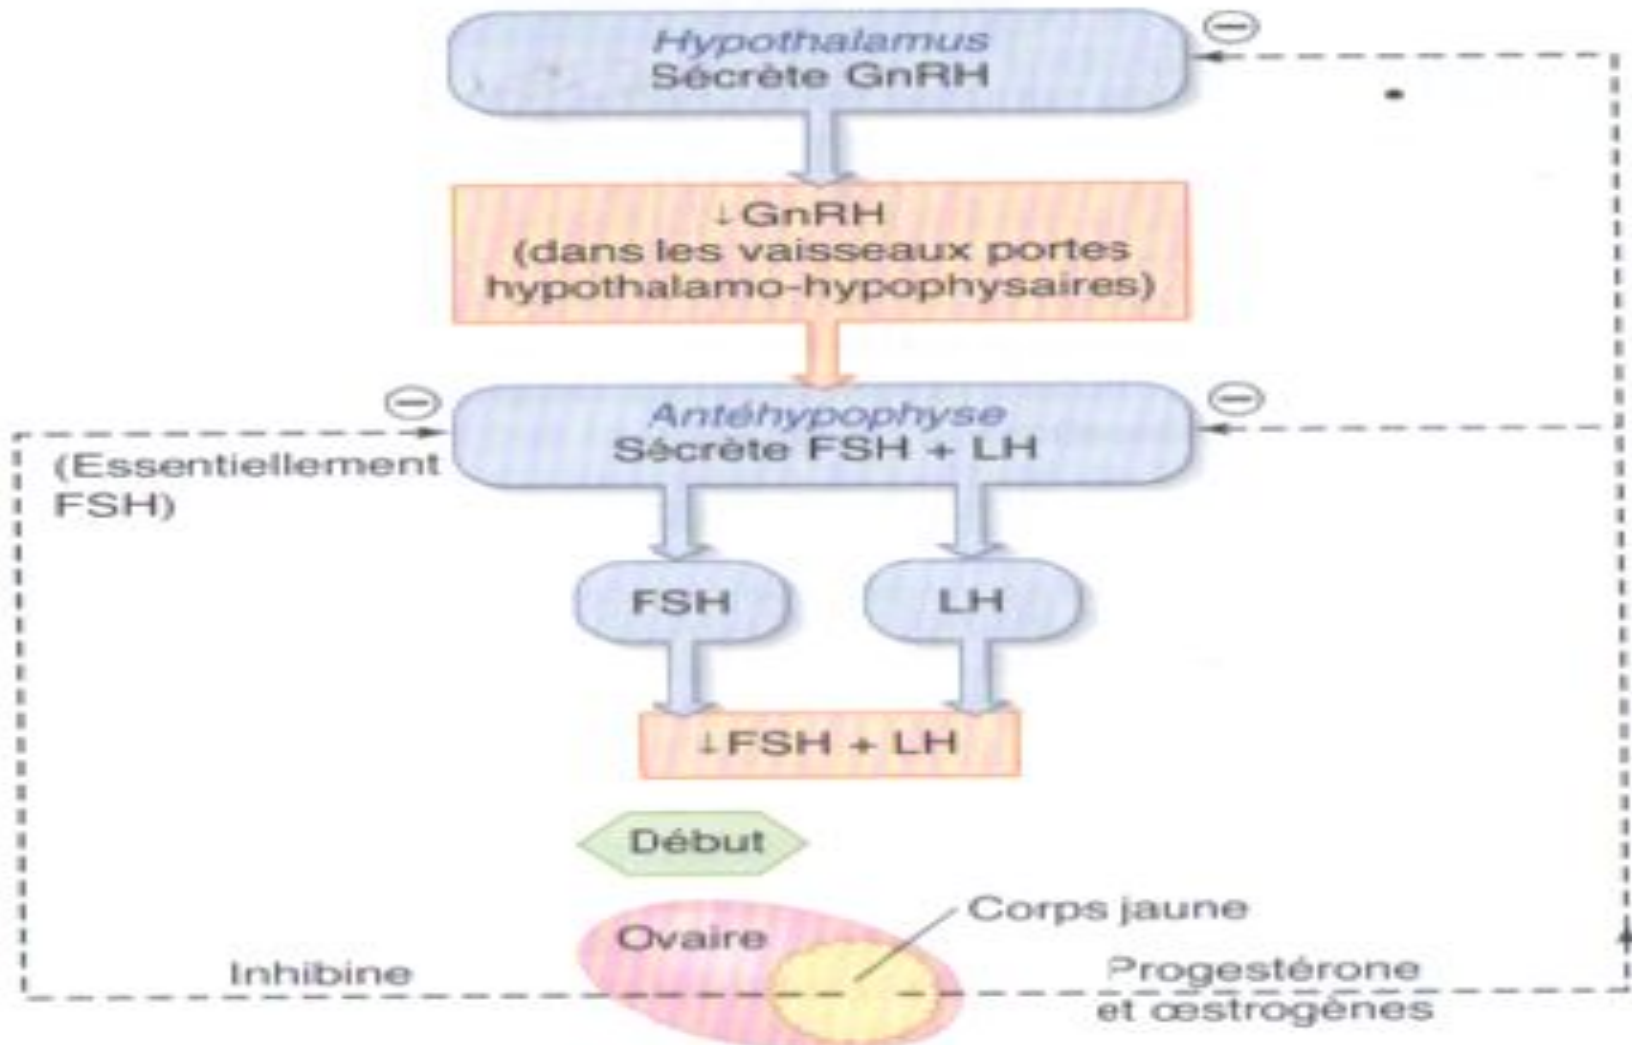 Hypothalamus
Sécrète GnRH
↓GnRH
(dans les vaisseaux portes
hypothalamo-hypophysaires)
Antéhypophyse
Sécrète FSH + LH
(Essentiellement
FSH)
FSH
LH
↓FSH + LH
Début
Ovaire
Corps jaune
Inhibine
Progestérone
et œstrogènes